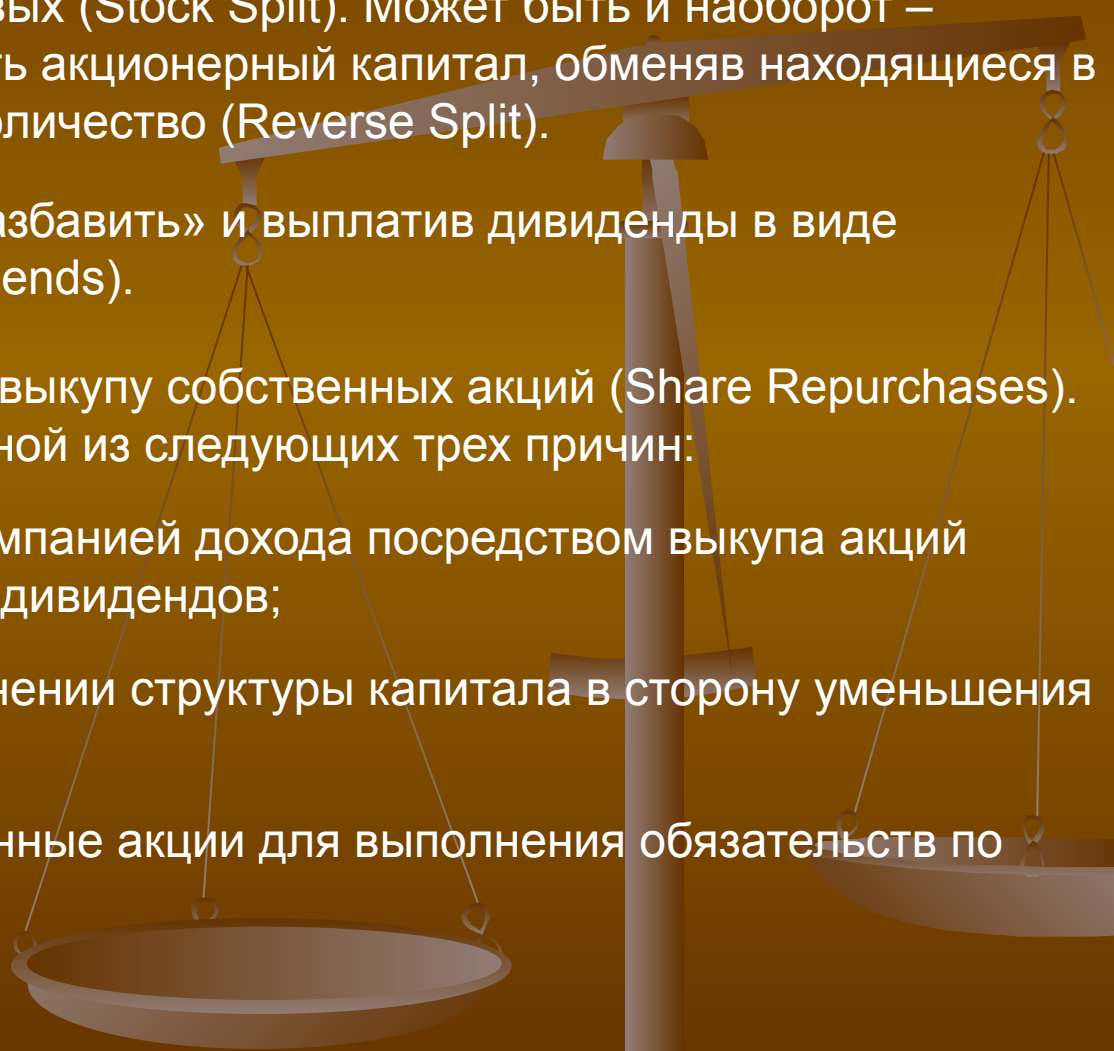 вых (Stock Split). Может быть и наоборот –
ть акционерный капитал, обменяв находящиеся в
оличество (Reverse Split).
азбавить» и выплатив дивиденды в виде
ends).
выкупу собственных акций (Share Repurchases).
ной из следующих трех причин:
мпанией дохода посредством выкупа акций
дивидендов;
нении структуры капитала в сторону уменьшения
нные акции для выполнения обязательств по